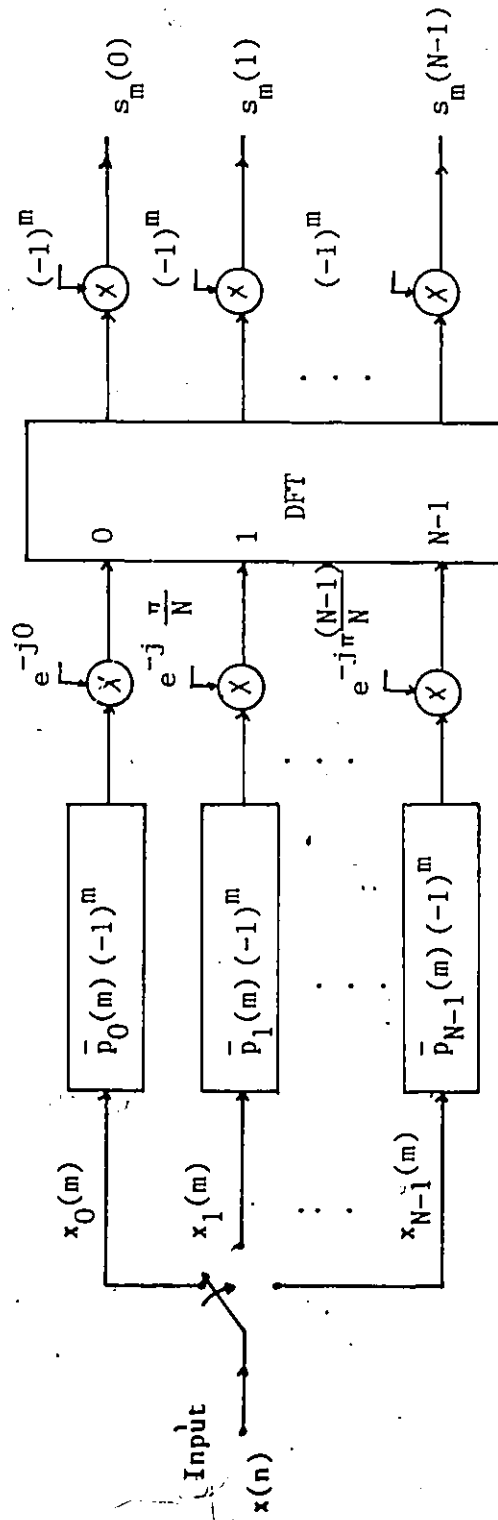 Input
x(n)
x_0(m)
x_1(m)
x_{N-1}(m)
. . .
p̄_0(m)(-1)^m
p̄_1(m)(-1)^m
. . .
p̄_{N-1}(m)(-1)^m
e^{-j0}
e^{-j π/N}
. . .
e^{-jπ (N-1)/N}
0
1
N-1
DFT
(-1)^m
(-1)^m
. . .
(-1)^m
X
X
X
X
X
X
s_m(0)
s_m(1)
s_m(N-1)